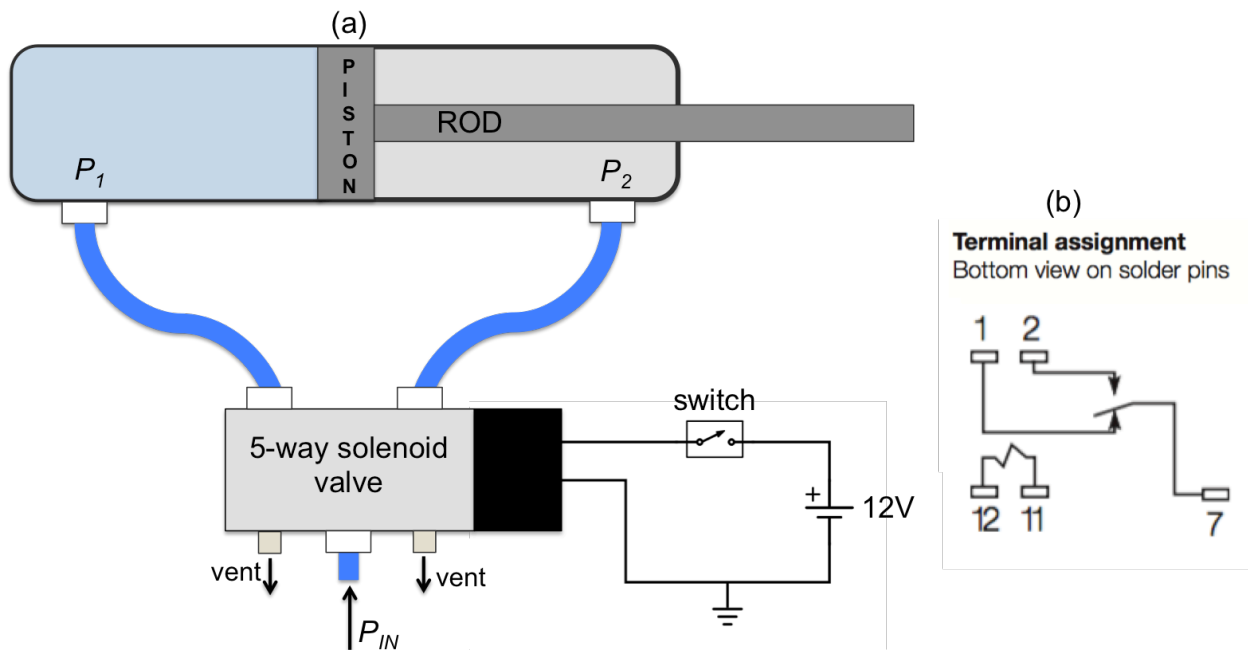 (a)
PISTON
ROD
P1
P2
(b)
Terminal assignment
Bottom view on solder pins
1 2
12 11
7
switch
5-way solenoid
valve
+
12V
vent
vent
PIN